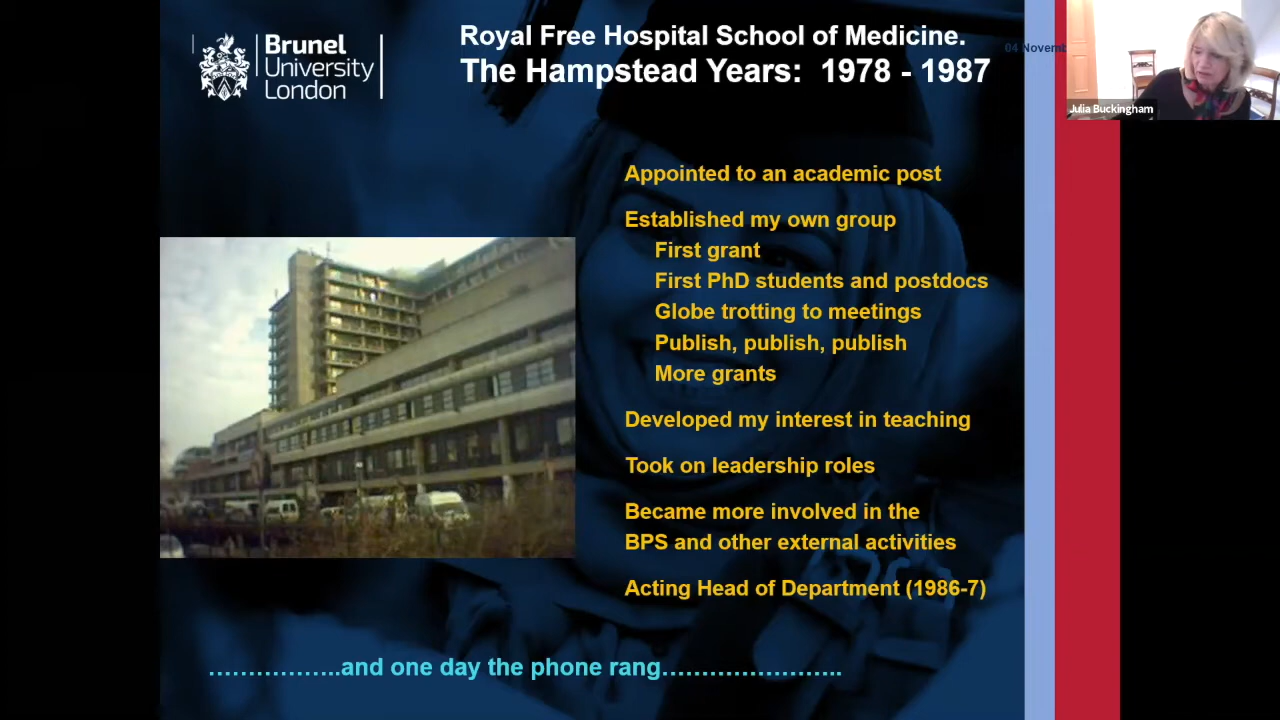 Brunel
University
London
Royal Free Hospital School of Medicine.
The Hampstead Years: 1978 - 1987
04 Novemb
Julia Buckingham
Appointed to an academic post
Established my own group
First grant
First PhD students and postdocs
Globe trotting to meetings
Publish, publish, publish
More grants
Developed my interest in teaching
Took on leadership roles
Became more involved in the
BPS and other external activities
Acting Head of Department (1986-7)
……………..and one day the phone rang…………………..